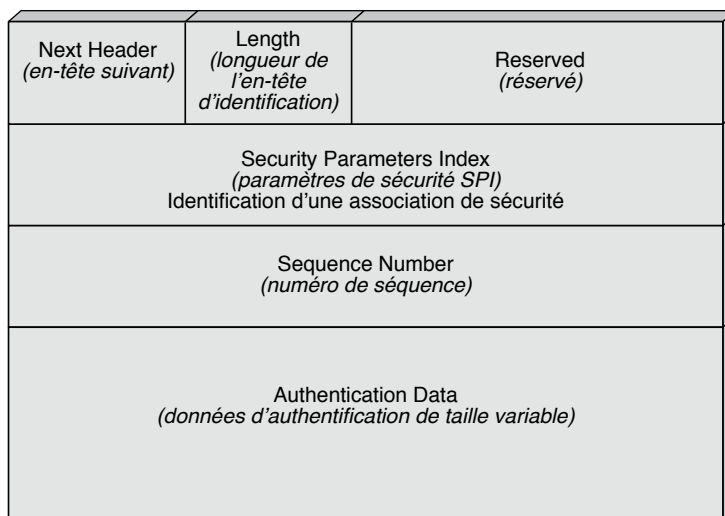 Next Header
(en-tête suivant)
Length
(longueur de
l’en-tête
d’identification)
Reserved
(réservé)
Security Parameters Index
(paramètres de sécurité SPI)
Identification d’une association de sécurité
Sequence Number
(numéro de séquence)
Authentication Data
(données d’authentification de taille variable)